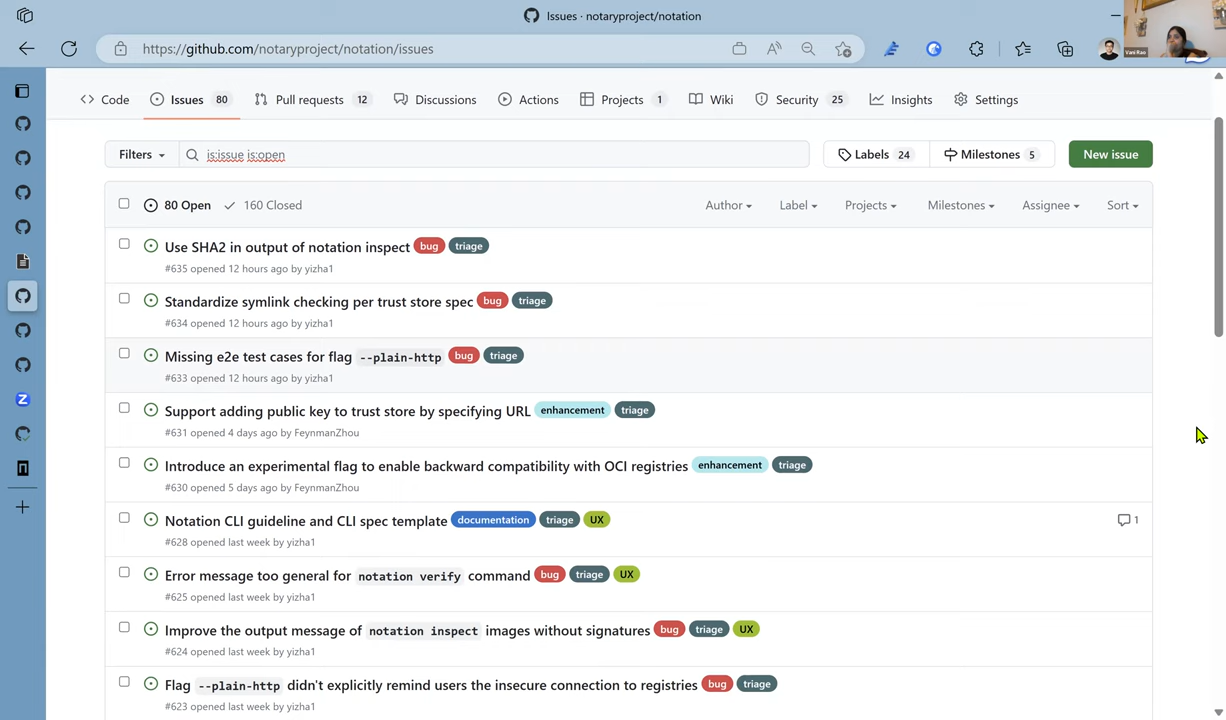 Issues · notaryproject/notation
Vani Rao
https://github.com/notaryproject/notation/issues
Code Issues 80 Pull requests 12 Discussions Actions Projects 1 Wiki Security 25 Insights Settings
Filters is:issue is:open Labels 24 Milestones 5 New issue
80 Open 160 Closed Author Label Projects Milestones Assignee Sort
Use SHA2 in output of notation inspect bug triage
#635 opened 12 hours ago by yizha1
Standardize symlink checking per trust store spec bug triage
#634 opened 12 hours ago by yizha1
Missing e2e test cases for flag --plain-http bug triage
#633 opened 12 hours ago by yizha1
Support adding public key to trust store by specifying URL enhancement triage
#631 opened 4 days ago by FeynmanZhou
Introduce an experimental flag to enable backward compatibility with OCI registries enhancement triage
#630 opened 5 days ago by FeynmanZhou
Notation CLI guideline and CLI spec template documentation triage UX 1
#628 opened last week by yizha1
Error message too general for notation verify command bug triage UX
#625 opened last week by yizha1
Improve the output message of notation inspect images without signatures bug triage UX
#624 opened last week by yizha1
Flag --plain-http didn't explicitly remind users the insecure connection to registries bug triage
#623 opened last week by yizha1